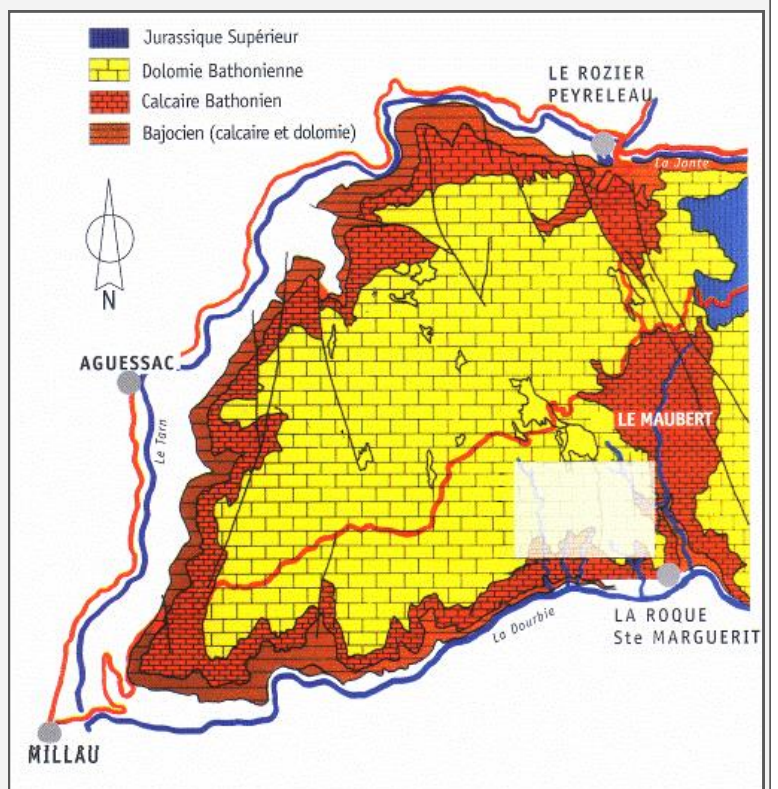 Jurassique Supérieur
Dolomie Bathonienne
Calcaire Bathonien
Bajocien (calcaire et dolomie)
LE ROZIER
PEYRELEAU
La Jonte
N
AGUESSAC
Le Tarn
LE MAUBERT
La Dourbie
LA ROQUE
Ste MARGUERIT
MILLAU